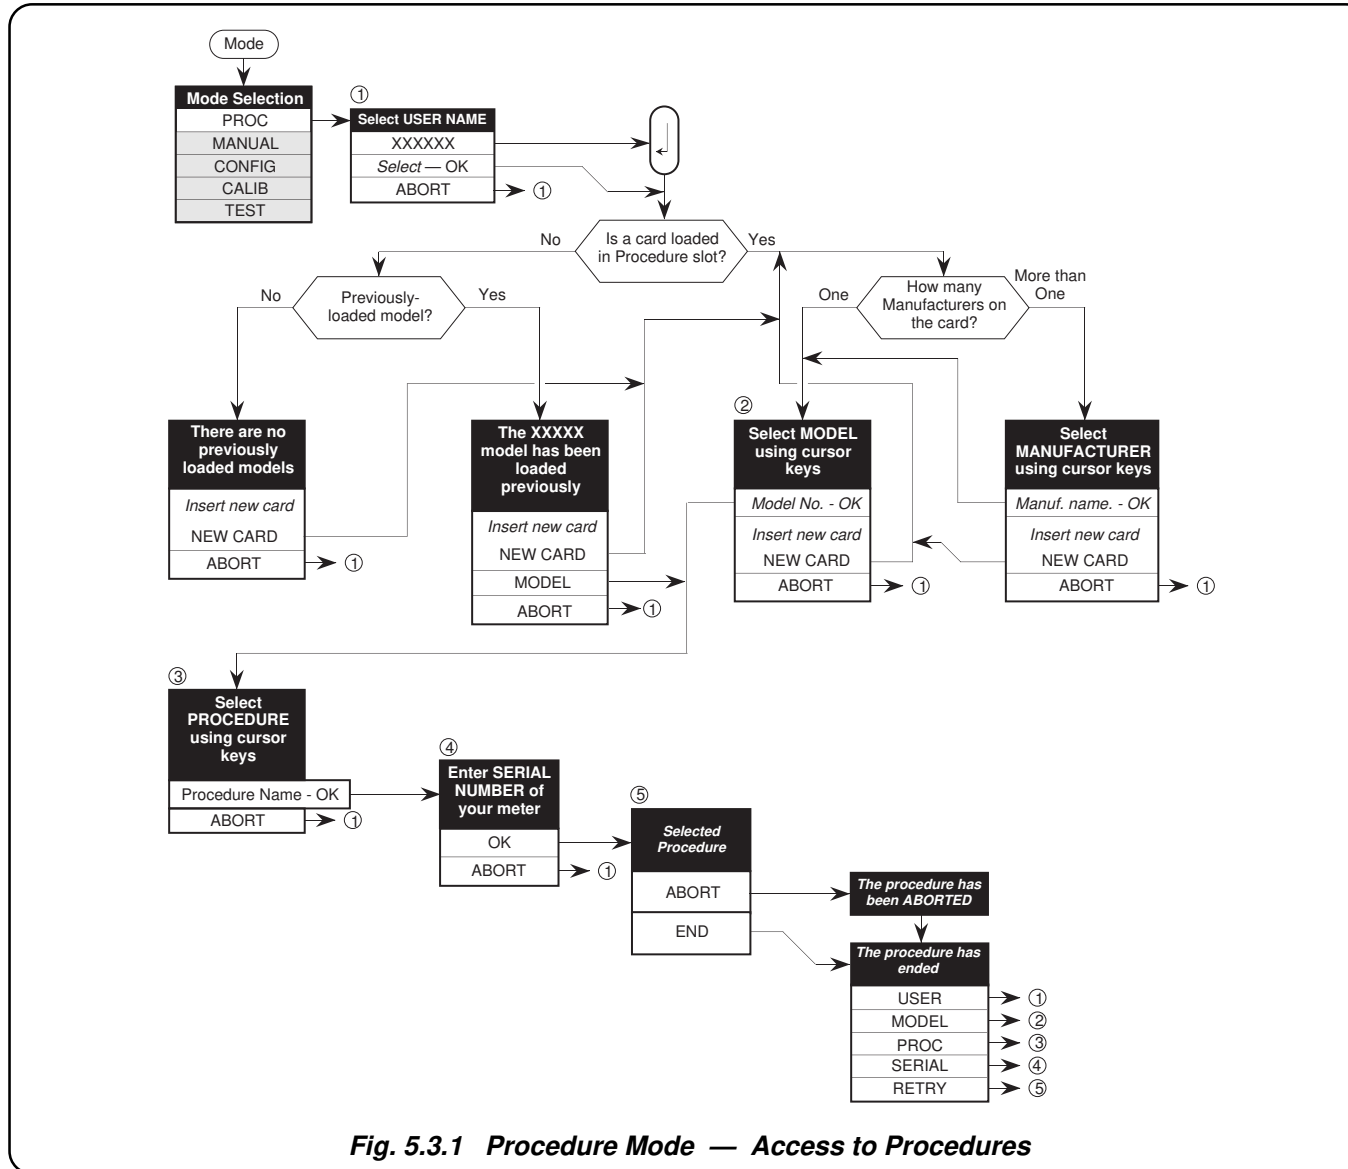 Mode
Mode Selection
PROC
MANUAL
CONFIG
CALIB
TEST
①
Select USER NAME
XXXXXX
Select — OK
ABORT
①
Is a card loaded
in Procedure slot?
No
Yes
Previously-
loaded model?
No
Yes
How many
Manufacturers on
the card?
One
More than
One
There are no
previously
loaded models
Insert new card
NEW CARD
ABORT
①
The XXXXX
model has been
loaded
previously
Insert new card
NEW CARD
MODEL
ABORT
①
②
Select MODEL
using cursor
keys
Model No. - OK
Insert new card
NEW CARD
ABORT
①
Select
MANUFACTURER
using cursor keys
Manuf. name. - OK
Insert new card
NEW CARD
ABORT
①
③
Select
PROCEDURE
using cursor
keys
Procedure Name - OK
ABORT
①
④
Enter SERIAL
NUMBER of
your meter
OK
ABORT
①
⑤
Selected
Procedure
ABORT
END
The procedure has
been ABORTED
The procedure has
ended
USER
①
MODEL
②
PROC
③
SERIAL
④
RETRY
⑤
Fig. 5.3.1 Procedure Mode — Access to Procedures